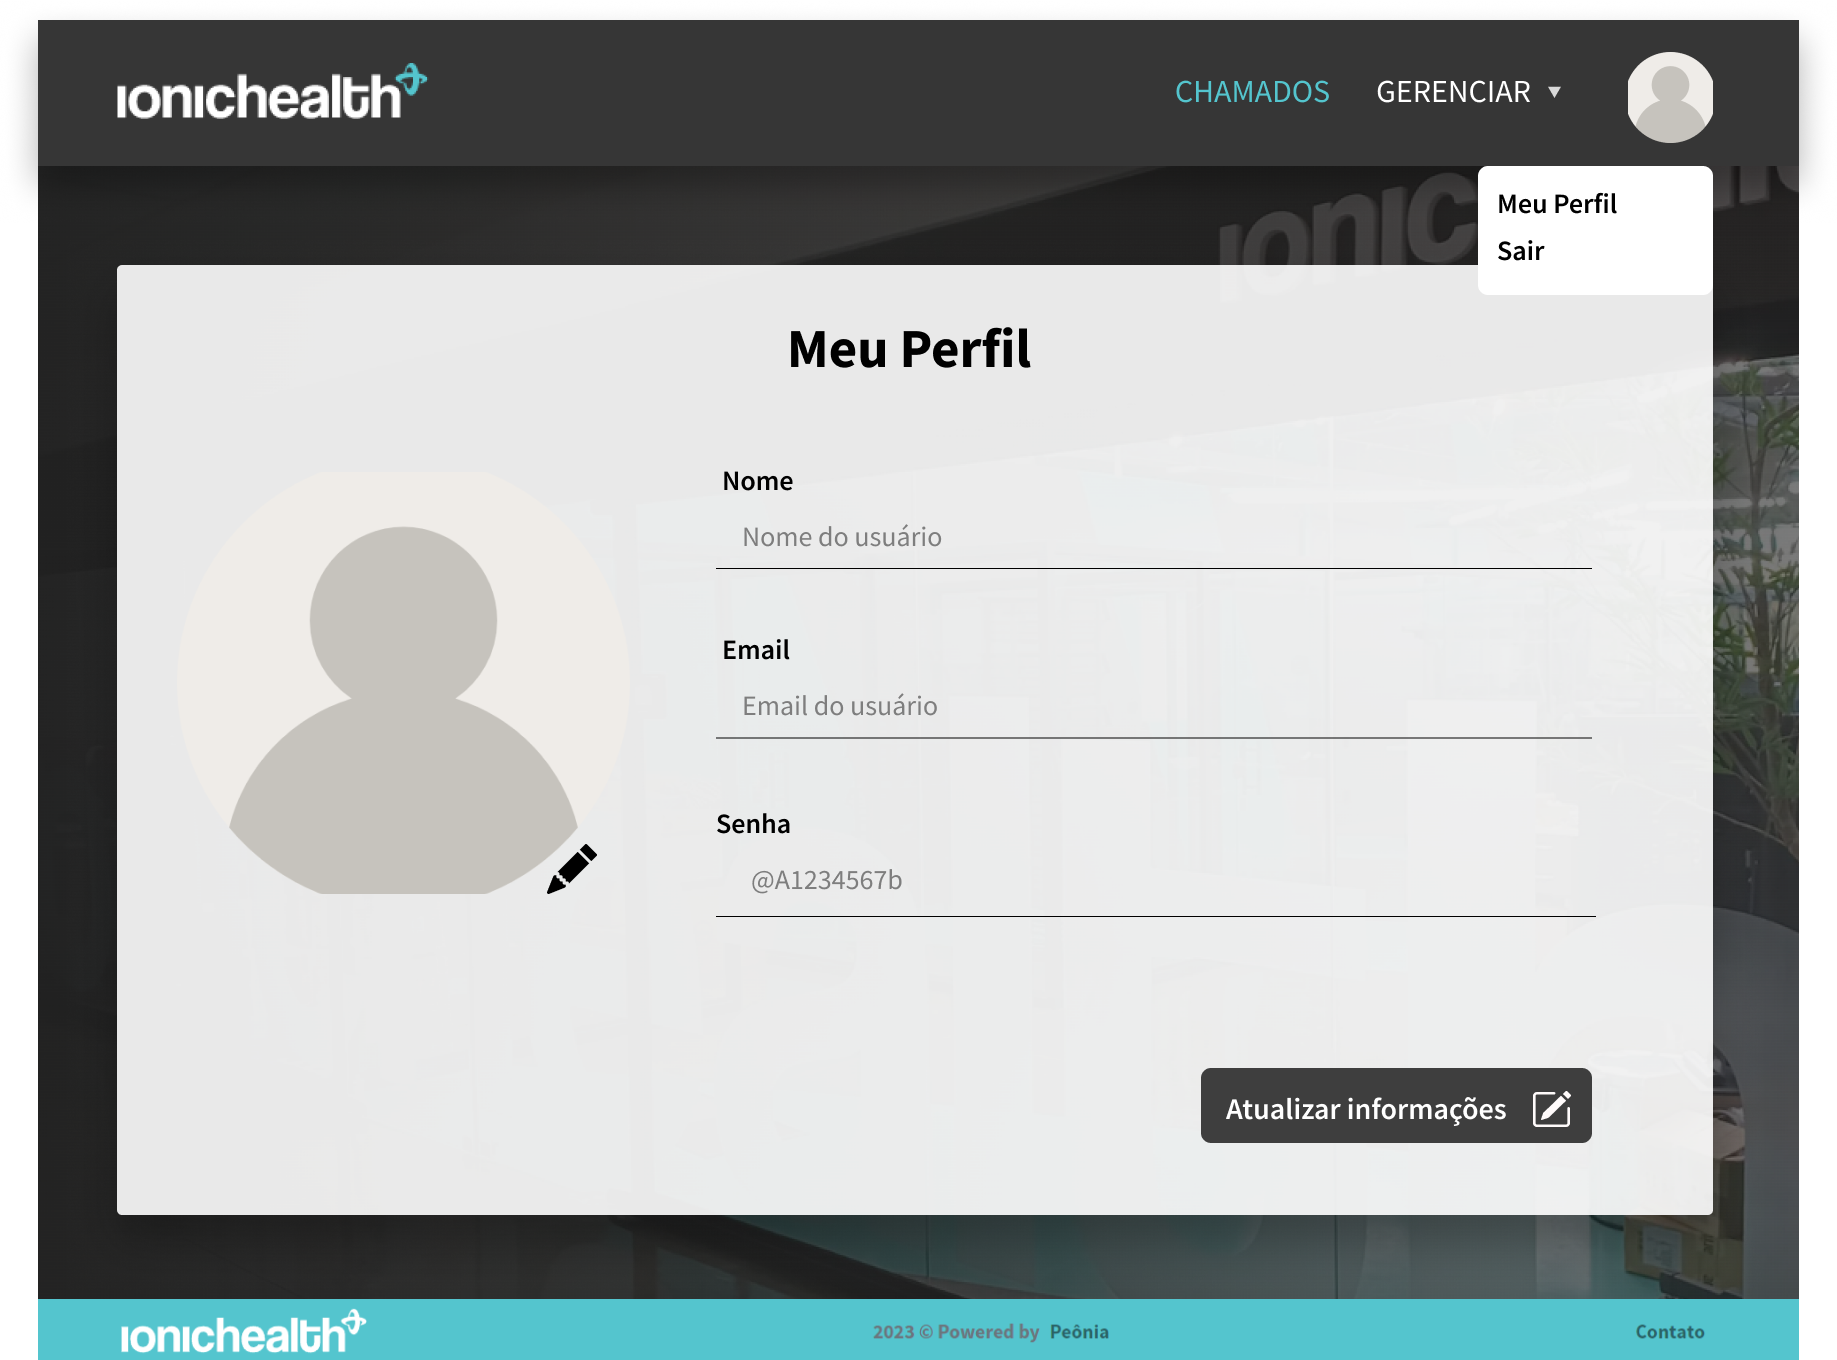 ionichealth
CHAMADOS GERENCIAR ▼
Meu Perfil
Sair
ionic
Meu Perfil
Nome
Nome do usuário
Email
Email do usuário
Senha
@A1234567b
Atualizar informações
ionichealth
2023 © Powered by Peônia
Contato